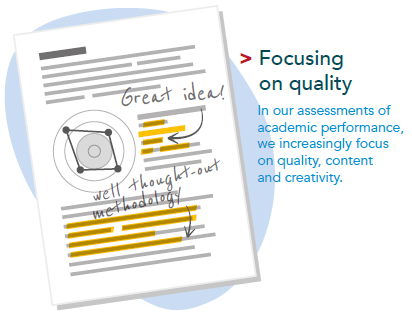 Great idea!
well thought-out
methodology
> Focusing
on quality
In our assessments of
academic performance,
we increasingly focus
on quality, content
and creativity.